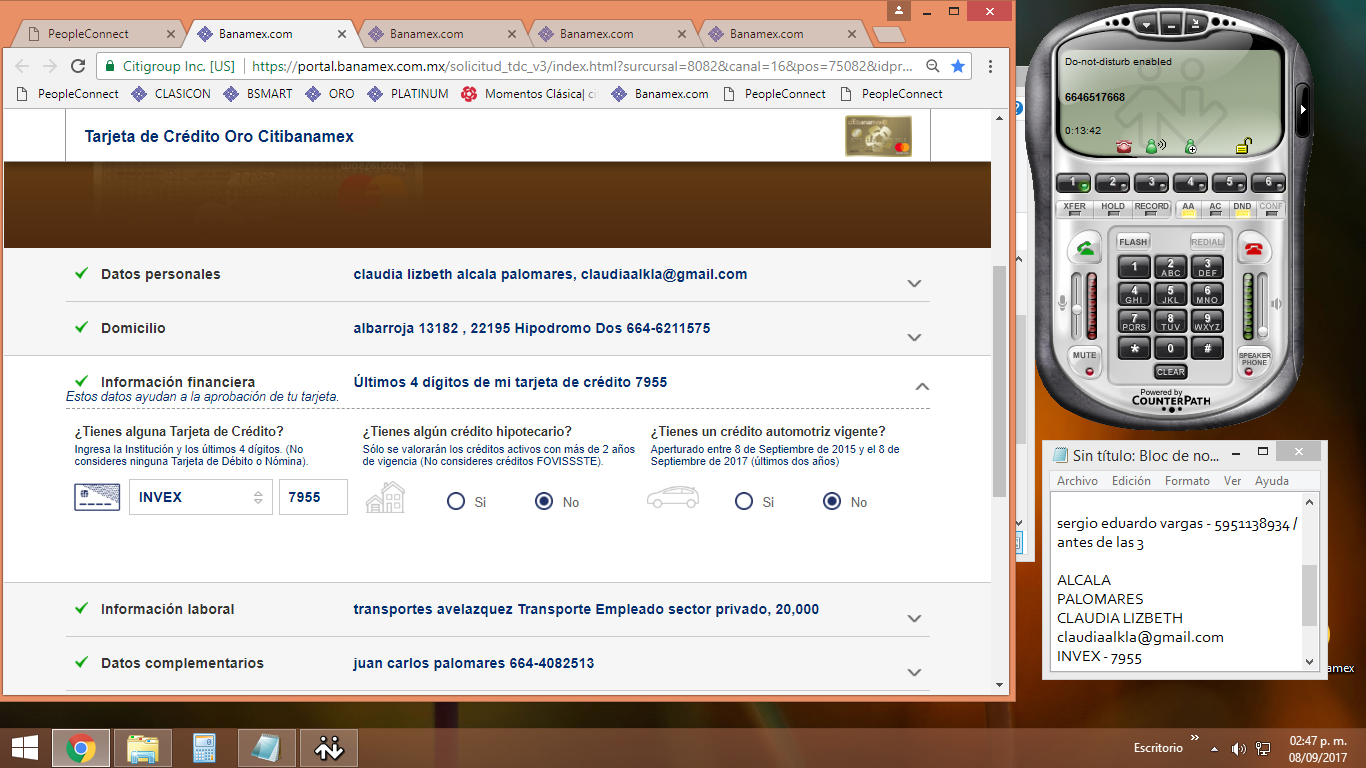 PeopleConnect
Banamex.com
Banamex.com
Banamex.com
Banamex.com
Citigroup Inc. [US]
https://portal.banamex.com.mx/solicitud_tdc_v3/index.html?surcursal=8082&canal=16&pos=75082&idpr...
PeopleConnect
CLASICON
BSMART
ORO
PLATINUM
Momentos Clásica| ci
Banamex.com
PeopleConnect
PeopleConnect
Tarjeta de Crédito Oro Citibanamex
Datos personales
claudia lizbeth alcala palomares, claudiaalkla@gmail.com
Domicilio
albarroja 13182 , 22195 Hipodromo Dos 664-6211575
Información financiera
Últimos 4 dígitos de mi tarjeta de crédito 7955
Estos datos ayudan a la aprobación de tu tarjeta.
¿Tienes alguna Tarjeta de Crédito?
Ingresa la Institución y los últimos 4 dígitos. (No
consideres ninguna Tarjeta de Débito o Nómina).
INVEX
7955
¿Tienes algún crédito hipotecario?
Sólo se valorarán los créditos activos con más de 2 años
de vigencia (No consideres créditos FOVISSSTE).
Si
No
¿Tienes un crédito automotriz vigente?
Aperturado entre 8 de Septiembre de 2015 y el 8 de
Septiembre de 2017 (últimos dos años)
Si
No
Información laboral
transportes avelazquez Transporte Empleado sector privado, 20,000
Datos complementarios
juan carlos palomares 664-4082513
Do-not-disturb enabled
6646517668
0:13:42
1
2
3
4
5
6
XFER
HOLD
RECORD
AA
AC
DND
CONF
FLASH
REDIAL
1
2 ABC
3 DEF
4 GHI
5 JKL
6 MNO
7 PQRS
8 TUV
9 WXYZ
*
0
#
MUTE
CLEAR
SPEAKER
PHONE
Powered by
COUNTERPATH
Sin título: Bloc de no...
Archivo
Edición
Formato
Ver
Ayuda
sergio eduardo vargas - 5951138934 /
antes de las 3
ALCALA
PALOMARES
CLAUDIA LIZBETH
claudiaalkla@gmail.com
INVEX - 7955
amex
Escritorio
02:47 p. m.
08/09/2017